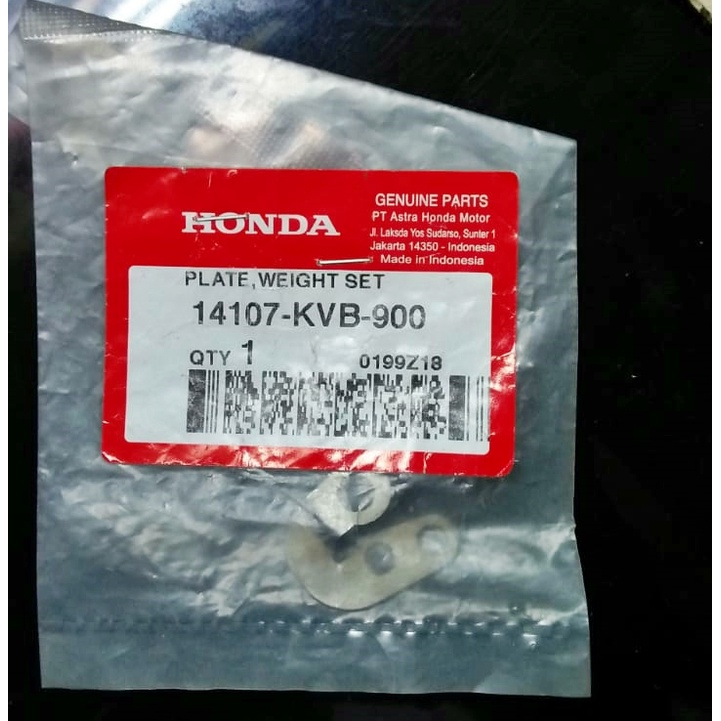 HONDA
GENUINE PARTS
PT Astra Honda Motor
Jl. Laksda Yos Sudarso, Sunter 1
Jakarta 14350 - Indonesia
Made in Indonesia
PLATE,WEIGHT SET
14107-KVB-900
QTY 1 0199Z18